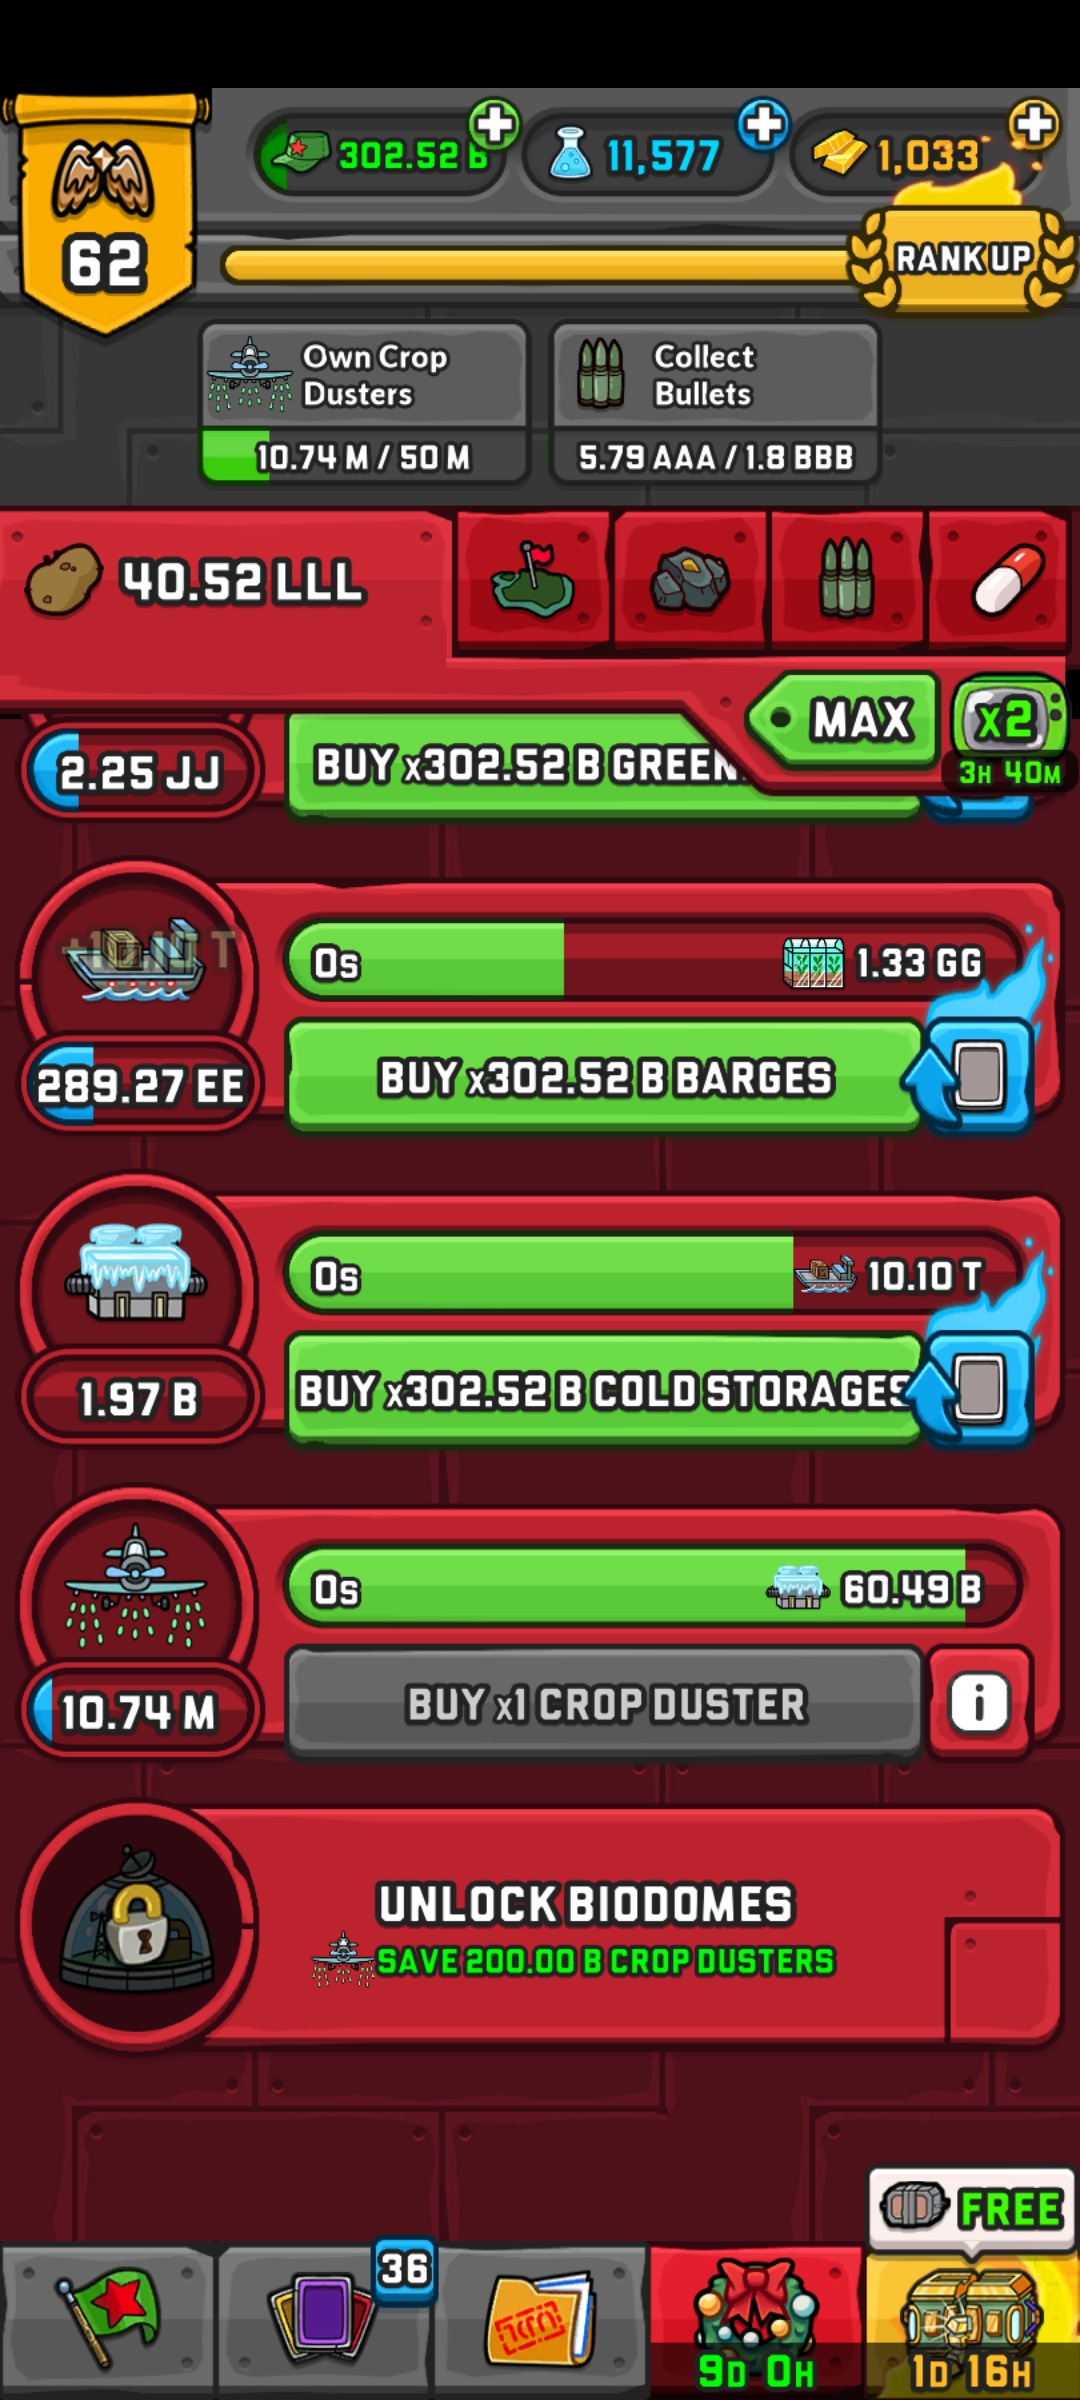 302.52 B
11,577
1,033
62
RANK UP
Own Crop
Dusters
10.74 M / 50 M
Collect
Bullets
5.79 AAA / 1.8 BBB
40.52 LLL
MAX
x2
3H 40M
2.25 JJ
BUY x302.52 B GREEN
0s
1.33 GG
289.27 EE
BUY x302.52 B BARGES
0s
10.10 T
1.97 B
BUY x302.52 B COLD STORAGES
0s
60.49 B
10.74 M
BUY x1 CROP DUSTER
i
UNLOCK BIODOMES
SAVE 200.00 B CROP DUSTERS
FREE
36
9D 0H
1D 16H